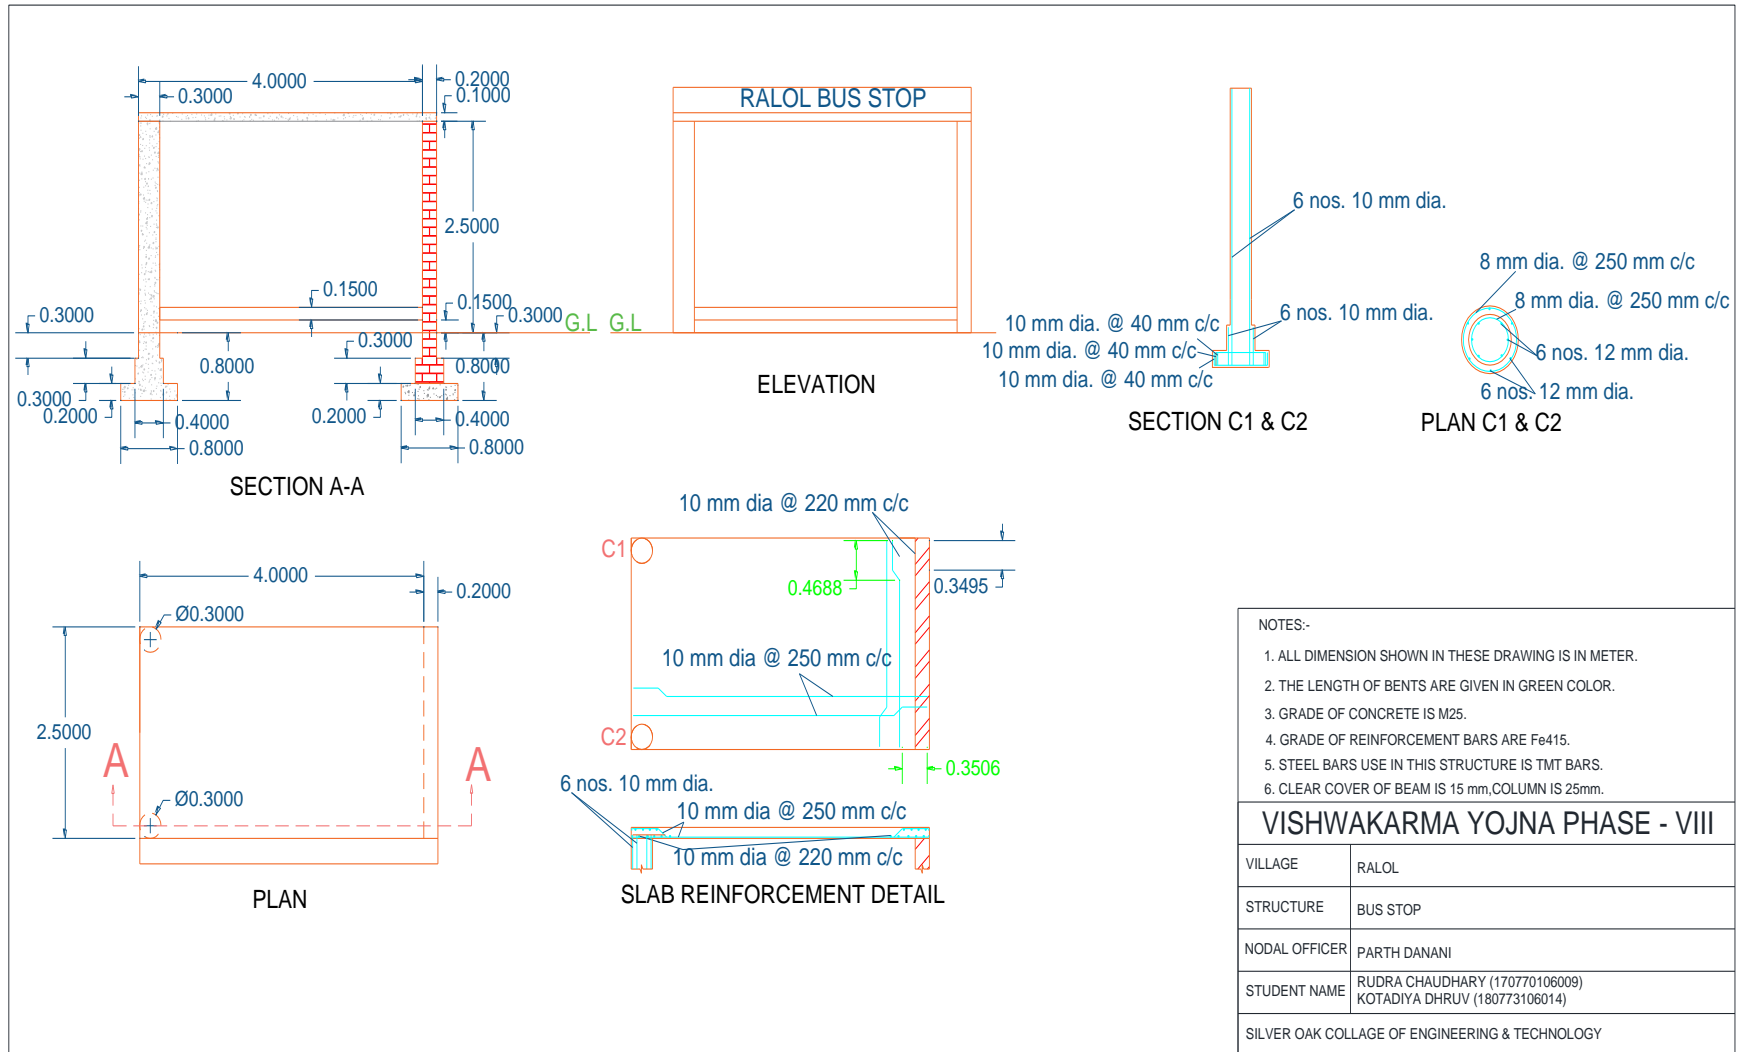 4.0000
0.2000
0.3000
0.1000
2.5000
0.1500
0.1500
0.3000
0.3000
G.L
0.3000
0.8000
0.8000
0.3000
0.2000
0.2000
0.4000
0.4000
0.8000
0.8000
SECTION A-A
RALOL BUS STOP
G.L
ELEVATION
6 nos. 10 mm dia.
6 nos. 10 mm dia.
10 mm dia. @ 40 mm c/c
10 mm dia. @ 40 mm c/c
10 mm dia. @ 40 mm c/c
SECTION C1 & C2
8 mm dia. @ 250 mm c/c
8 mm dia. @ 250 mm c/c
6 nos. 12 mm dia.
6 nos. 12 mm dia.
PLAN C1 & C2
4.0000
0.2000
Ø0.3000
2.5000
A
A
Ø0.3000
PLAN
10 mm dia @ 220 mm c/c
C1
0.4688
0.3495
10 mm dia @ 250 mm c/c
C2
0.3506
6 nos. 10 mm dia.
10 mm dia @ 250 mm c/c
10 mm dia @ 220 mm c/c
SLAB REINFORCEMENT DETAIL
NOTES:-
1. ALL DIMENSION SHOWN IN THESE DRAWING IS IN METER.
2. THE LENGTH OF BENTS ARE GIVEN IN GREEN COLOR.
3. GRADE OF CONCRETE IS M25.
4. GRADE OF REINFORCEMENT BARS ARE Fe415.
5. STEEL BARS USE IN THIS STRUCTURE IS TMT BARS.
6. CLEAR COVER OF BEAM IS 15 mm,COLUMN IS 25mm.
VISHWAKARMA YOJNA PHASE - VIII
VILLAGE RALOL
STRUCTURE BUS STOP
NODAL OFFICER PARTH DANANI
STUDENT NAME RUDRA CHAUDHARY (170770106009)
KOTADIYA DHRUV (180773106014)
SILVER OAK COLLAGE OF ENGINEERING & TECHNOLOGY